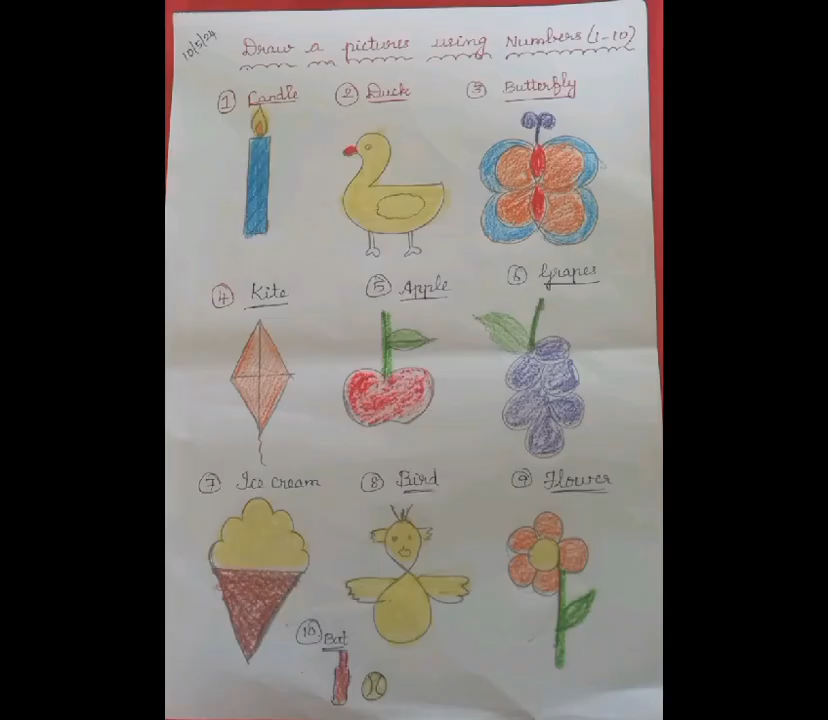 10/5/24
Draw a pictures using Numbers (1-10)
1 Candle 2 Duck 3 Butterfly
4 Kite 5 Apple 6 Grapes
7 Ice cream 8 Bird 9 Flower
10 Bat